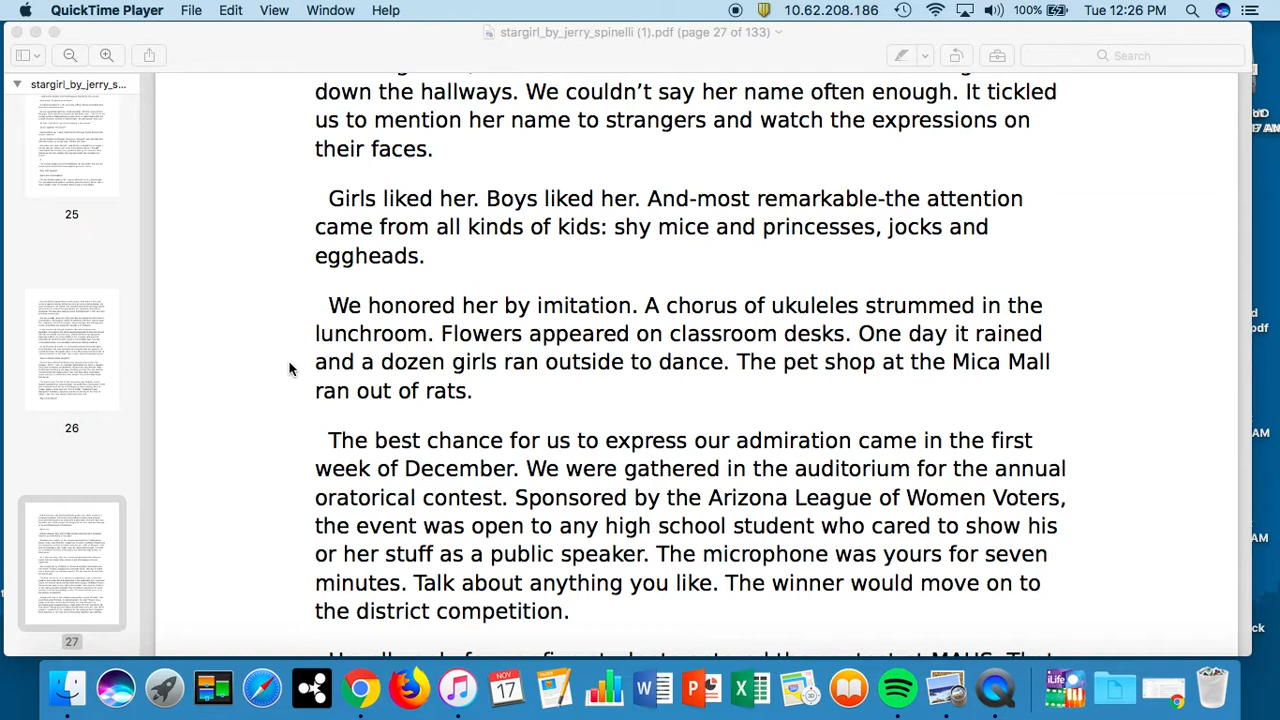 QuickTime Player File Edit View Window Help 10.62.208.186 100% Tue 12:26 PM
stargirl_by_jerry_spinelli (1).pdf (page 27 of 133)
Search
stargirl_by_jerry_s...
25
26
27
down the hallways. We couldn’t say her name often enough. It tickled
us to mention her name to strangers and watch the expressions on
their faces.
Girls liked her. Boys liked her. And-most remarkable-the attention
came from all kinds of kids: shy mice and princesses, jocks and
eggheads.
We honored her by imitation. A chorus of ukuleles strummed in the
lunchroom. Flowers appeared on classroom desks. One day it rained
and a dozen girls ran outside to dance. The pet shop at the Mica Mall
ran out of rats.
The best chance for us to express our admiration came in the first
week of December. We were gathered in the auditorium for the annual
oratorical contest. Sponsored by the Arizona League of Women Voters,
the event was open to any high school student who cared to show his
or her stuff as a public speaker. The microphone was yours for seven
minutes. Talk about anything you like. The winner would move on to
the district competition.
NOV
17